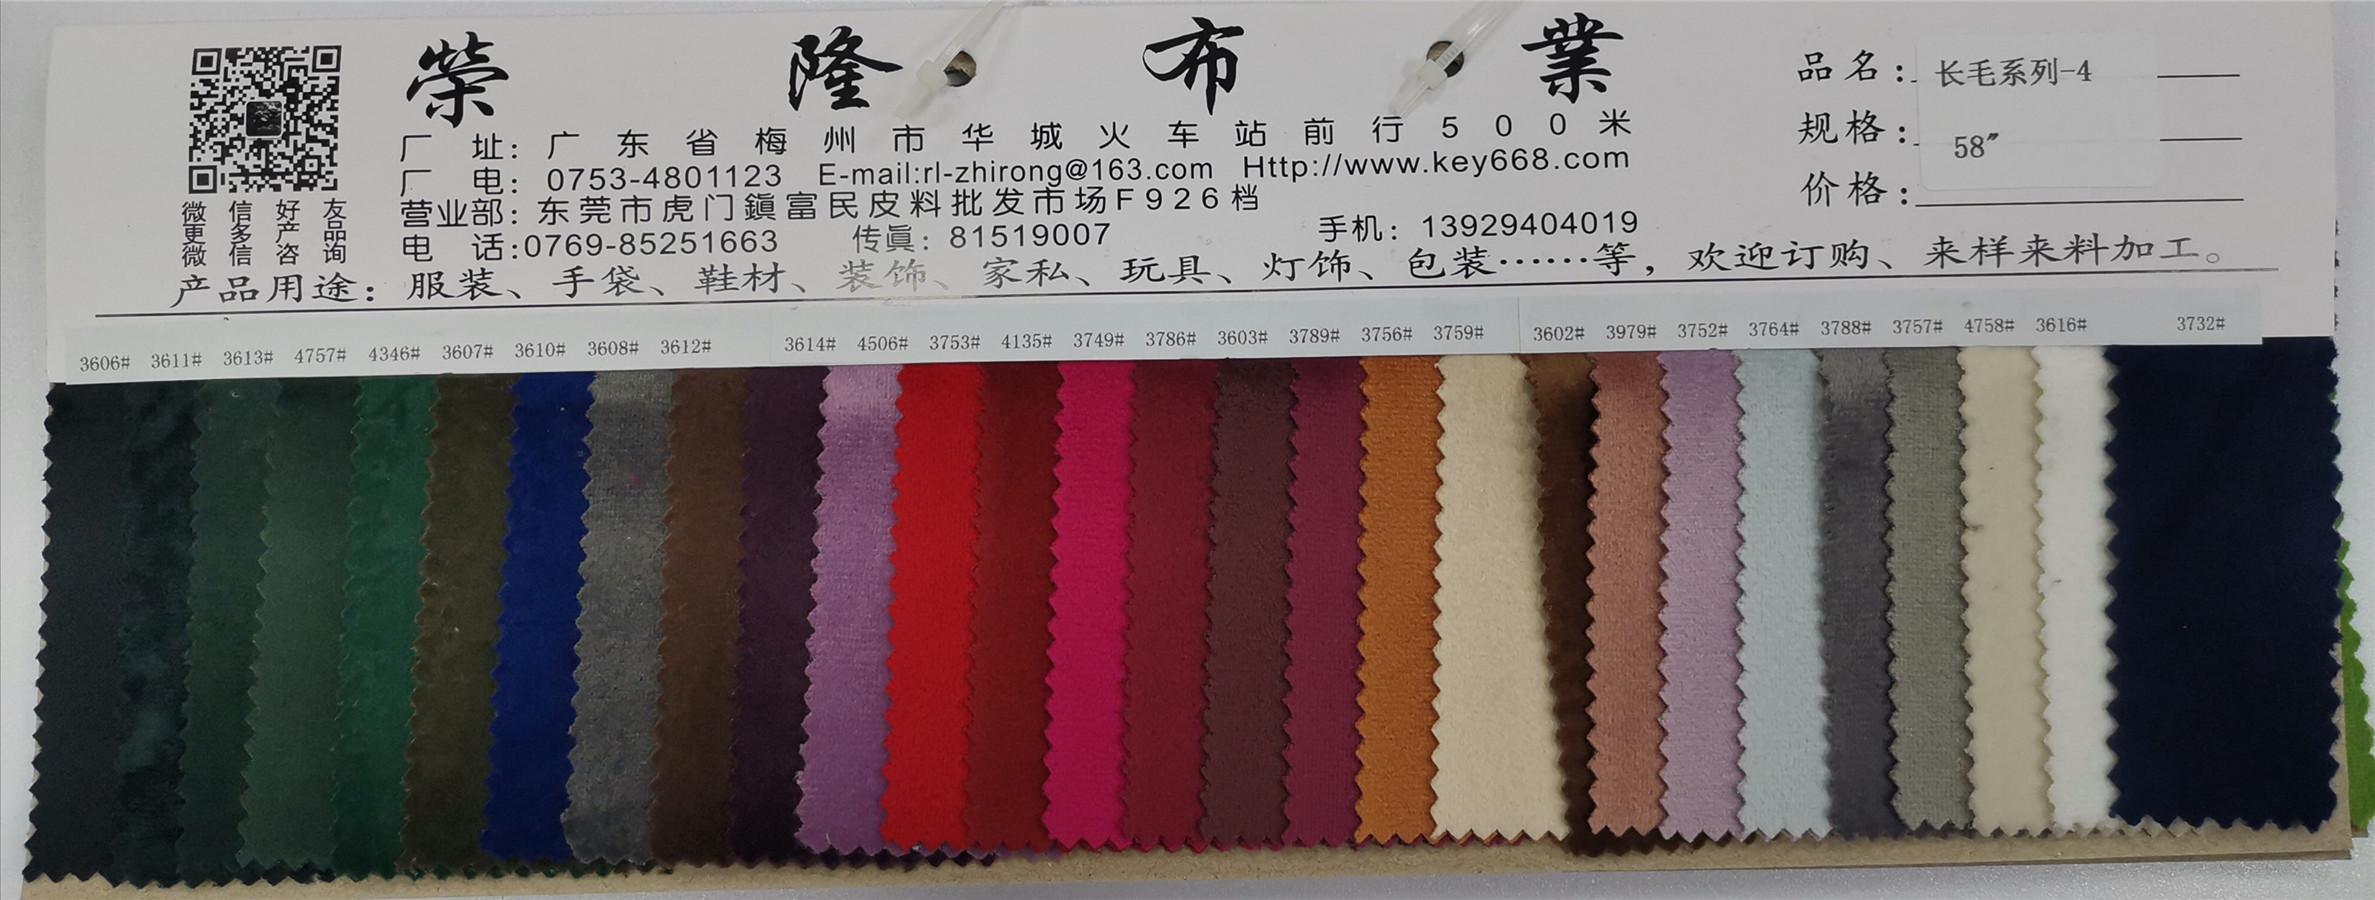 榮隆布業
厂址：广东省梅州市华城火车站前行500米
厂电：0753-4801123 E-mail:rl-zhirong@163.com Http://www.key668.com
营业部：东莞市虎门鎮富民皮料批发市场F926档
电话:0769-85251663 传真：81519007 手机：13929404019
产品用途：服装、手袋、鞋材、装饰、家私、玩具、灯饰、包装……等，欢迎订购、来样来料加工。
微信好友
更多产品
微信咨询
品名：长毛系列-4
规格：58″
价格：
3606# 3611# 3613# 4757# 4346# 3607# 3610# 3608# 3612# 3614# 4506# 3753# 4135# 3749# 3786# 3603# 3789# 3756# 3759# 3602# 3979# 3752# 3764# 3788# 3757# 4758# 3616# 3732#